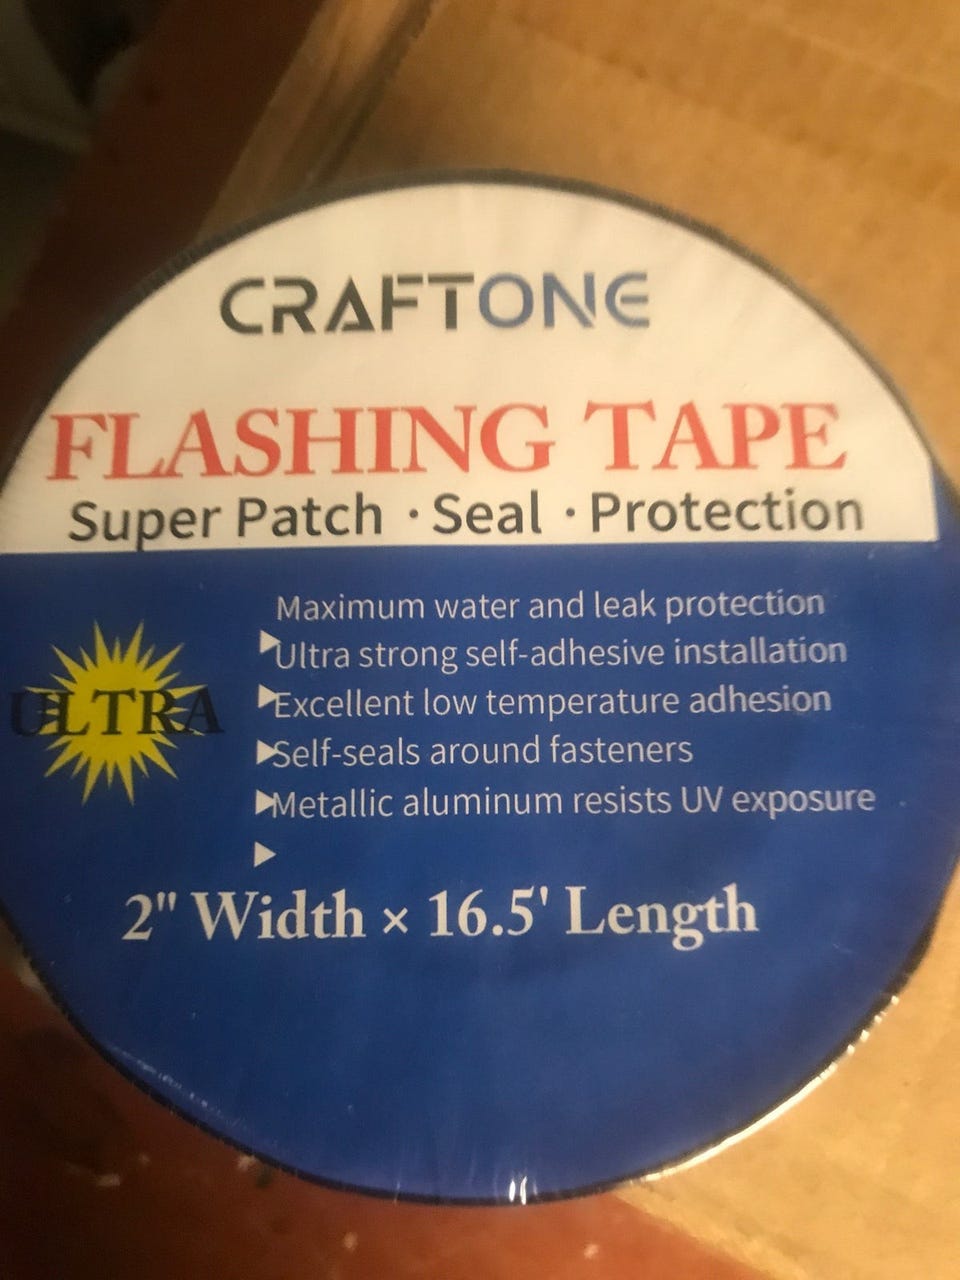 CRAFTONE
FLASHING TAPE
Super Patch · Seal · Protection
ULTRA
Maximum water and leak protection
Ultra strong self-adhesive installation
Excellent low temperature adhesion
Self-seals around fasteners
Metallic aluminum resists UV exposure
2" Width × 16.5' Length